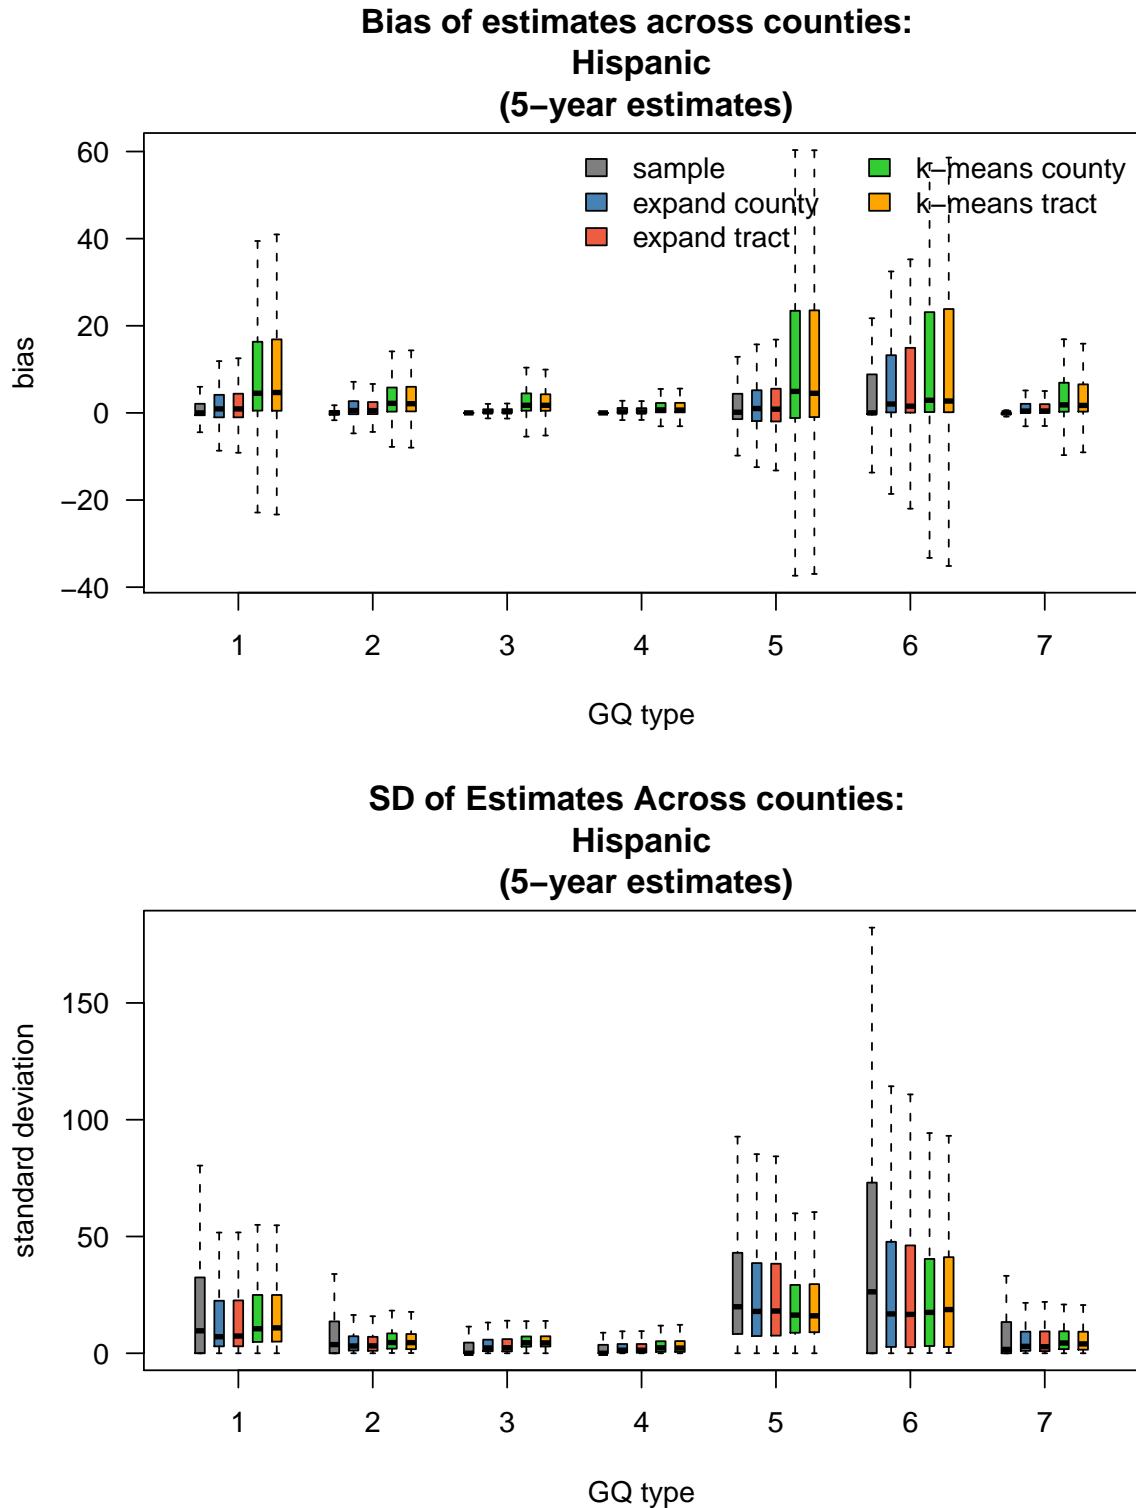 Bias of estimates across counties:
Hispanic
(5−year estimates)
60
40
20
0
−20
−40
bias
sample
expand county
expand tract
k−means county
k−means tract
1 2 3 4 5 6 7
GQ type
SD of Estimates Across counties:
Hispanic
(5−year estimates)
150
100
50
0
standard deviation
1 2 3 4 5 6 7
GQ type